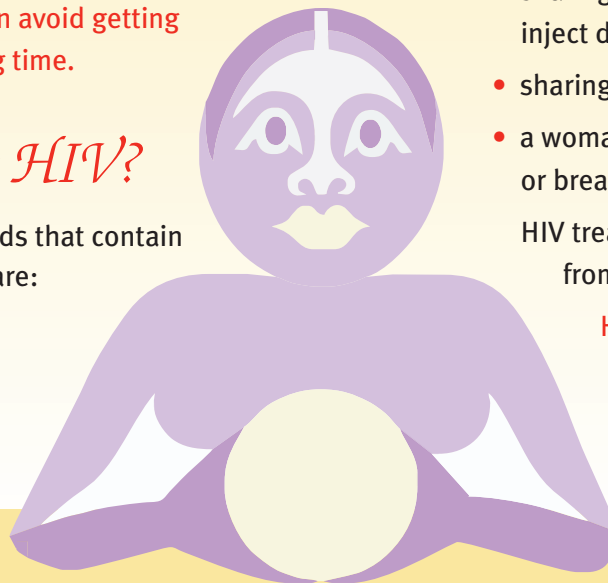 n avoid getting
g time.
HIV?
ds that contain
are:
inject d
• sharing
• a woma
or brea
HIV trea
from
H